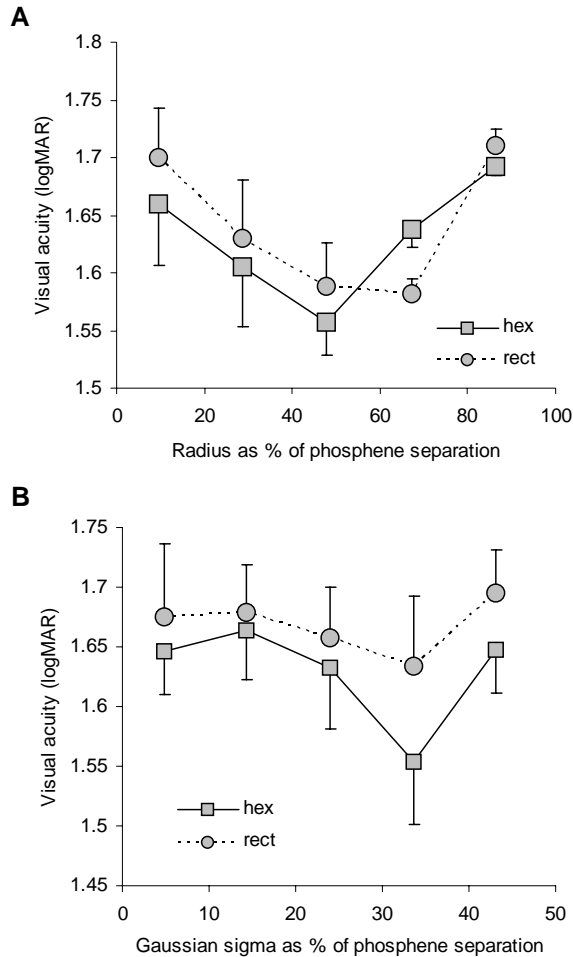 A
1.8
1.75
1.7
1.65
1.6
1.55
1.5
Visual acuity (logMAR)
hex
rect
0 20 40 60 80 100
Radius as % of phosphene separation
B
1.75
1.7
1.65
1.6
1.55
1.5
1.45
Visual acuity (logMAR)
hex
rect
0 10 20 30 40 50
Gaussian sigma as % of phosphene separation